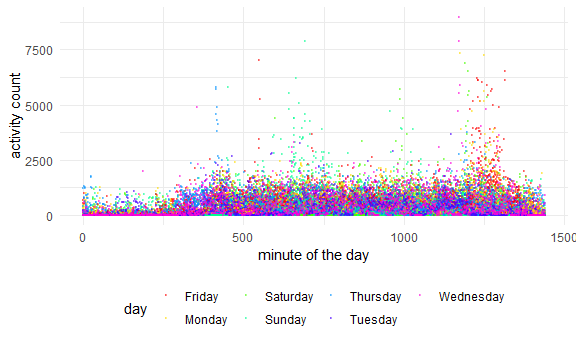 7500
5000
2500
0
activity count
0
500
1000
1500
minute of the day
day
Friday
Saturday
Thursday
Wednesday
Monday
Sunday
Tuesday